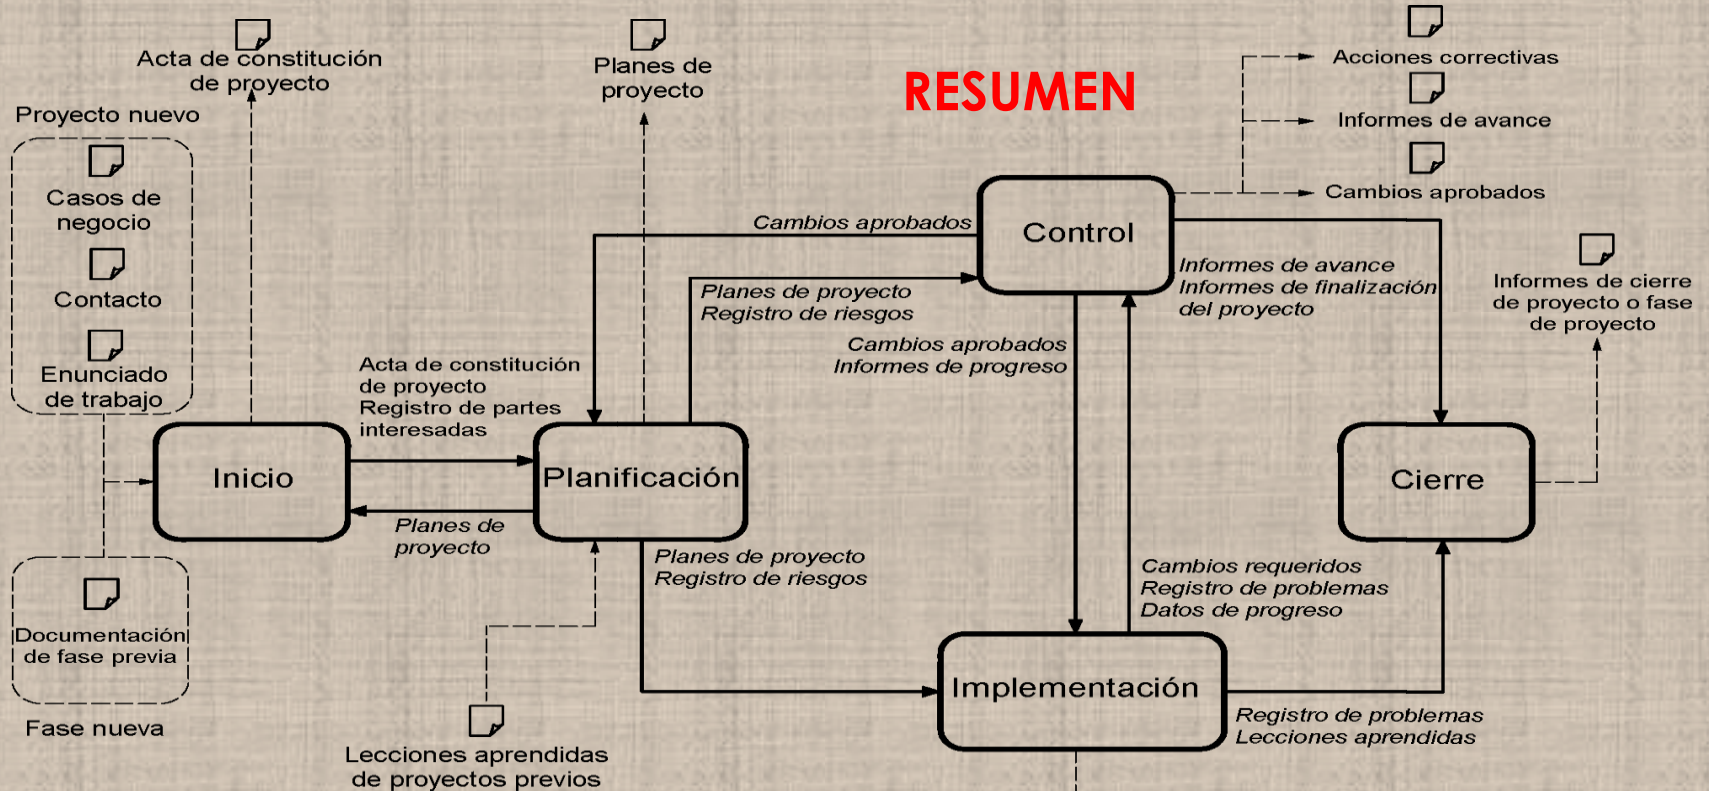 Acta de constitución
de proyecto
Planes de
proyecto
RESUMEN
Acciones correctivas
Informes de avance
Cambios aprobados
Proyecto nuevo
Casos de
negocio
Contacto
Enunciado
de trabajo
Cambios aprobados
Control
Planes de proyecto
Registro de riesgos
Informes de avance
Informes de finalización
del proyecto
Informes de cierre
de proyecto o fase
de proyecto
Cambios aprobados
Informes de progreso
Acta de constitución
de proyecto
Registro de partes
interesadas
Inicio
Planificación
Cierre
Planes de
proyecto
Planes de proyecto
Registro de riesgos
Cambios requeridos
Registro de problemas
Datos de progreso
Documentación
de fase previa
Fase nueva
Implementación
Registro de problemas
Lecciones aprendidas
Lecciones aprendidas
de proyectos previos